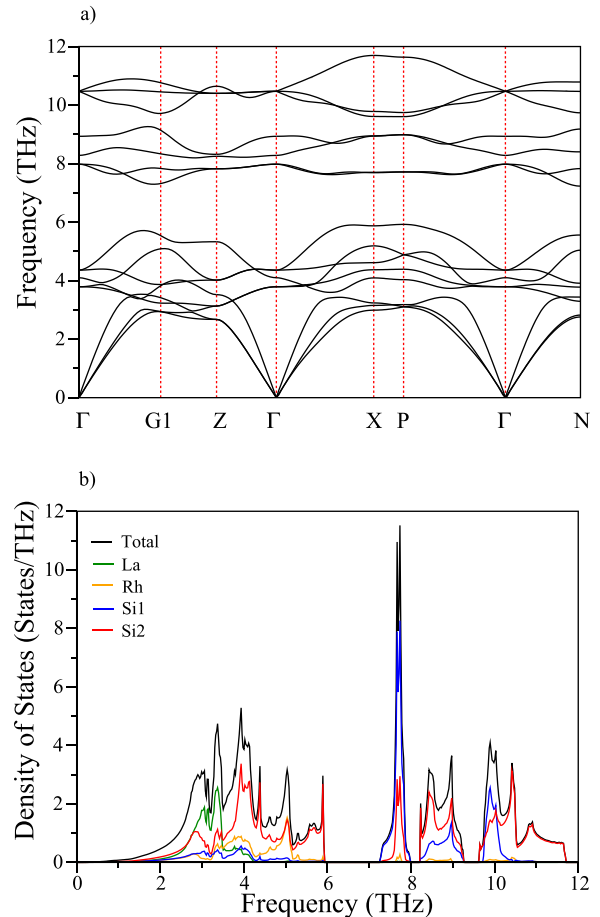 a)
12
10
8
6
4
2
0
Frequency (THz)
Γ G1 Z Γ X P Γ N
b)
12
10
8
6
4
2
0
Density of States (States/THz)
Total
La
Rh
Si1
Si2
0 2 4 6 8 10 12
Frequency (THz)